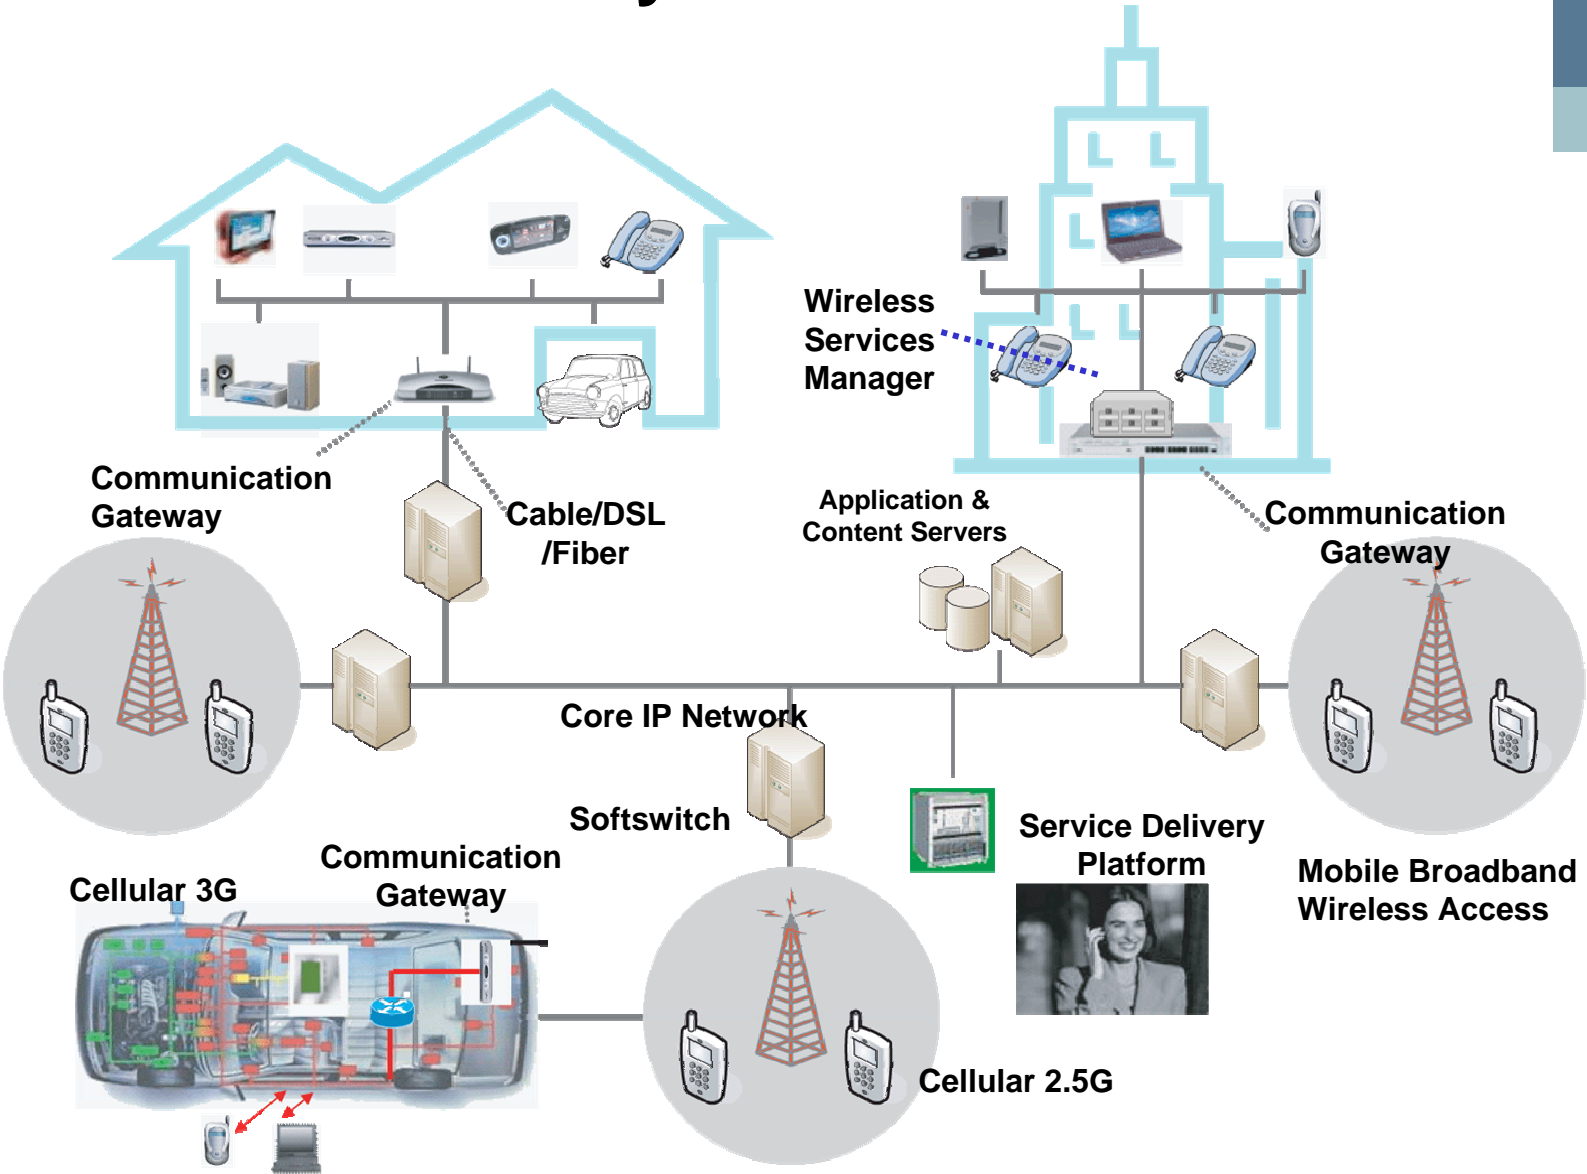 Wireless
Services
Manager
Communication
Gateway
Cable/DSL
/Fiber
Application &
Content Servers
Communication
Gateway
Core IP Network
Softswitch
Service Delivery
Platform
Mobile Broadband
Wireless Access
Communication
Gateway
Cellular 3G
Cellular 2.5G